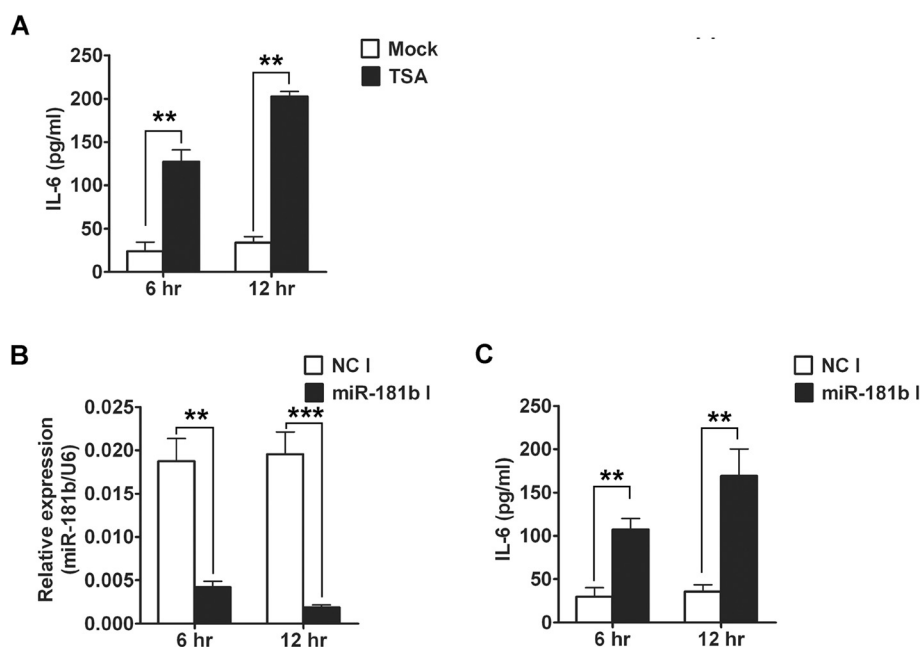 A
Mock
TSA
IL-6 (pg/ml)
250
200
150
100
50
0
**
**
6 hr
12 hr
B
NC I
miR-181b I
Relative expression
(miR-181b/U6)
0.025
0.020
0.015
0.010
0.005
0.000
**
***
6 hr
12 hr
C
NC I
miR-181b I
IL-6 (pg/ml)
250
200
150
100
50
0
**
**
6 hr
12 hr